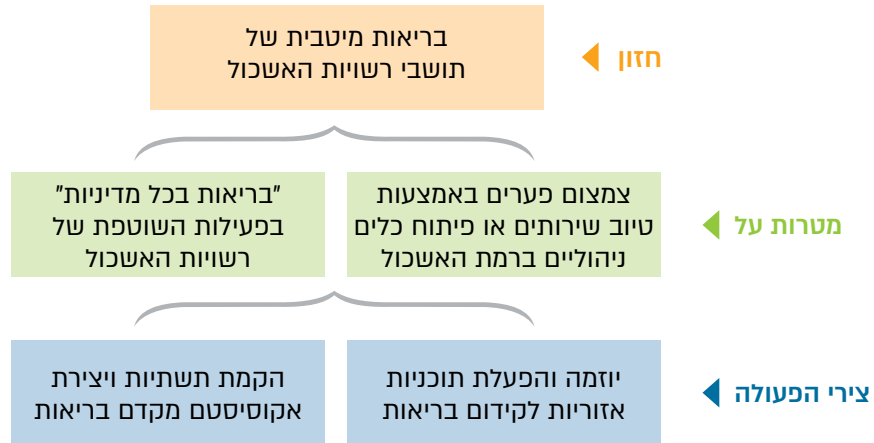 חזון
בריאות מיטבית של
תושבי רשויות האשכול
מטרות על
צמצום פערים באמצעות
טיוב שירותים או פיתוח כלים
ניהוליים ברמת האשכול
"בריאות בכל מדיניות"
בפעילות השוטפת של
רשויות האשכול
צירי הפעולה
יוזמה והפעלת תוכניות
אזוריות לקידום בריאות
הקמת תשתיות ויצירת
אקוסיסטם מקדם בריאות